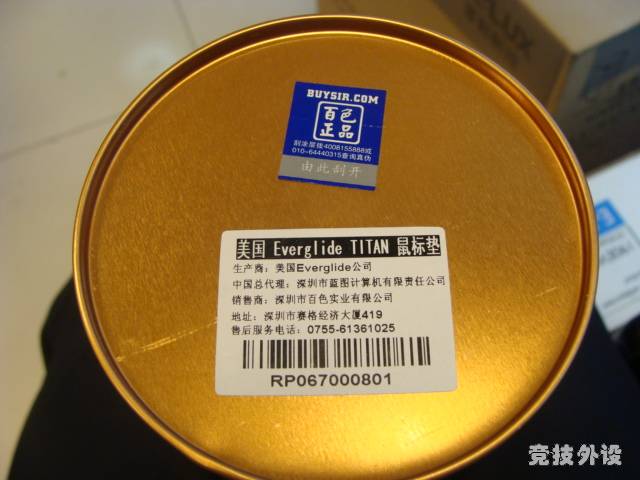 BUYSIR.COM
百色
正品
刮涂层拨4008155888或
010-64440315查询真伪
由此刮开
美国 Everglide TITAN 鼠标垫
生产商：美国Everglide公司
中国总代理：深圳市蓝图计算机有限责任公司
销售商：深圳市百色实业有限公司
地址：深圳市赛格经济大厦419
售后服务电话：0755-61361025
RP067000801
竞技外设